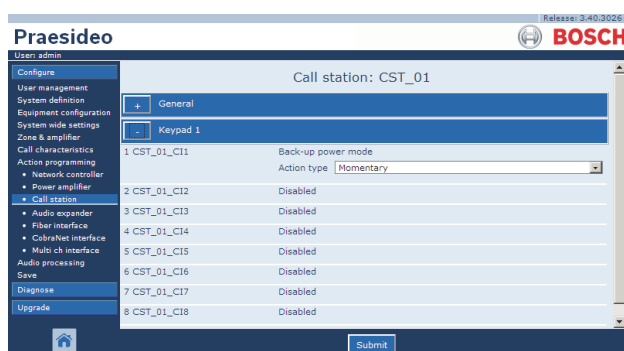 Release: 3.40.3026
Praesideo
BOSCH
User: admin
Configure
User management
System definition
Equipment configuration
System wide settings
Zone & amplifier
Call characteristics
Action programming
• Network controller
• Power amplifier
• Call station
• Audio expander
• Fiber interface
• CobraNet interface
• Multi ch interface
Audio processing
Save
Diagnose
Upgrade
Call station: CST_01
+ General
- Keypad 1
1 CST_01_CI1 Back-up power mode
Action type Momentary
2 CST_01_CI2 Disabled
3 CST_01_CI3 Disabled
4 CST_01_CI4 Disabled
5 CST_01_CI5 Disabled
6 CST_01_CI6 Disabled
7 CST_01_CI7 Disabled
8 CST_01_CI8 Disabled
Submit